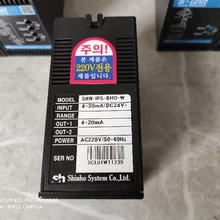 주의!
본 제품은
220V전용
제품입니다.
MODEL SHN-IPS-BHO-W
INPUT 4~20mA(DC24V)
RANGE
OUT-1 4~20mA
OUT-2
POWER AC220V/50-60Hz
SER NO
SCL01WT1239
Shinho System Co.,Ltd.